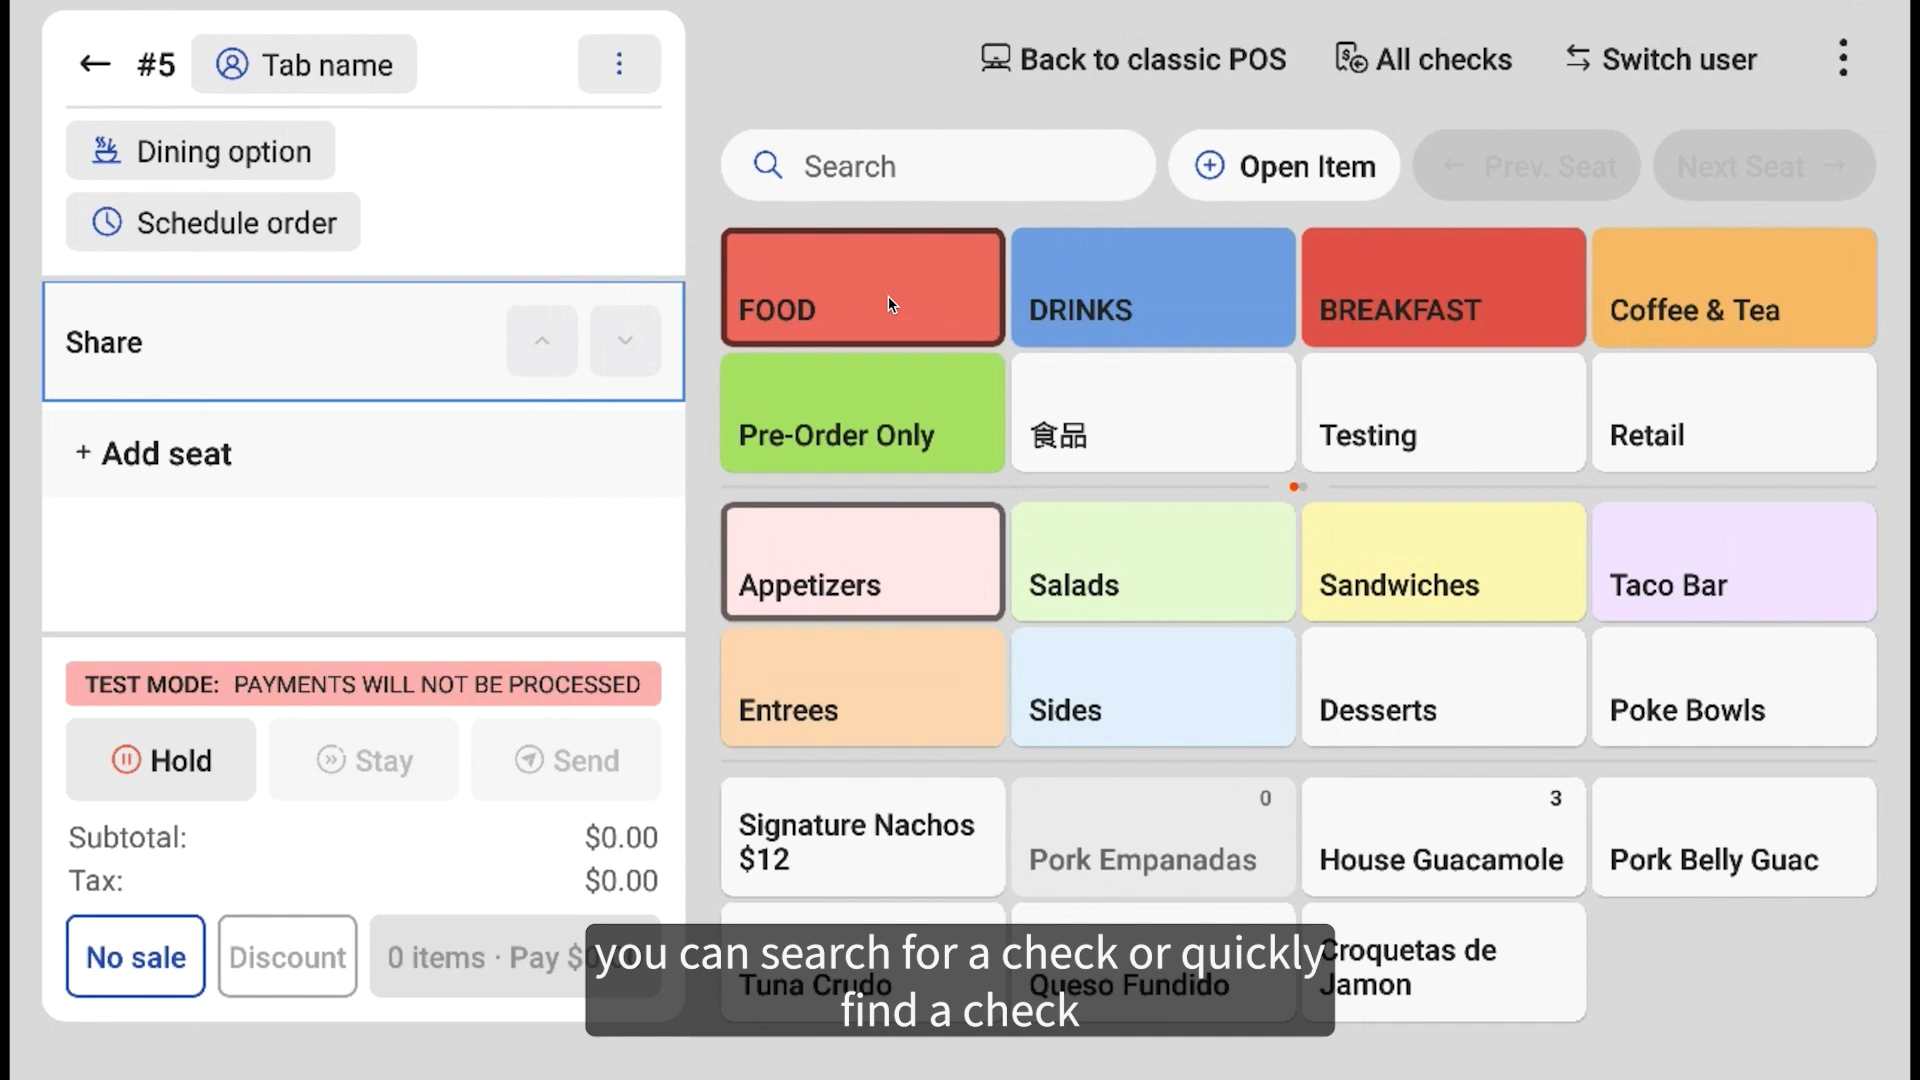 #5 Tab name
Back to classic POS All checks Switch user
Dining option
Schedule order
Search Open Item ← Prev. Seat Next Seat →
Share
+ Add seat
FOOD DRINKS BREAKFAST Coffee & Tea
Pre-Order Only 食品 Testing Retail
Appetizers Salads Sandwiches Taco Bar
Entrees Sides Desserts Poke Bowls
TEST MODE: PAYMENTS WILL NOT BE PROCESSED
Hold Stay Send
Subtotal: $0.00
Tax: $0.00
No sale Discount 0 items · Pay $
Signature Nachos
$12
0
Pork Empanadas
3
House Guacamole
Pork Belly Guac
Tuna Crudo
Queso Fundido
Croquetas de
Jamon
you can search for a check or quickly
find a check